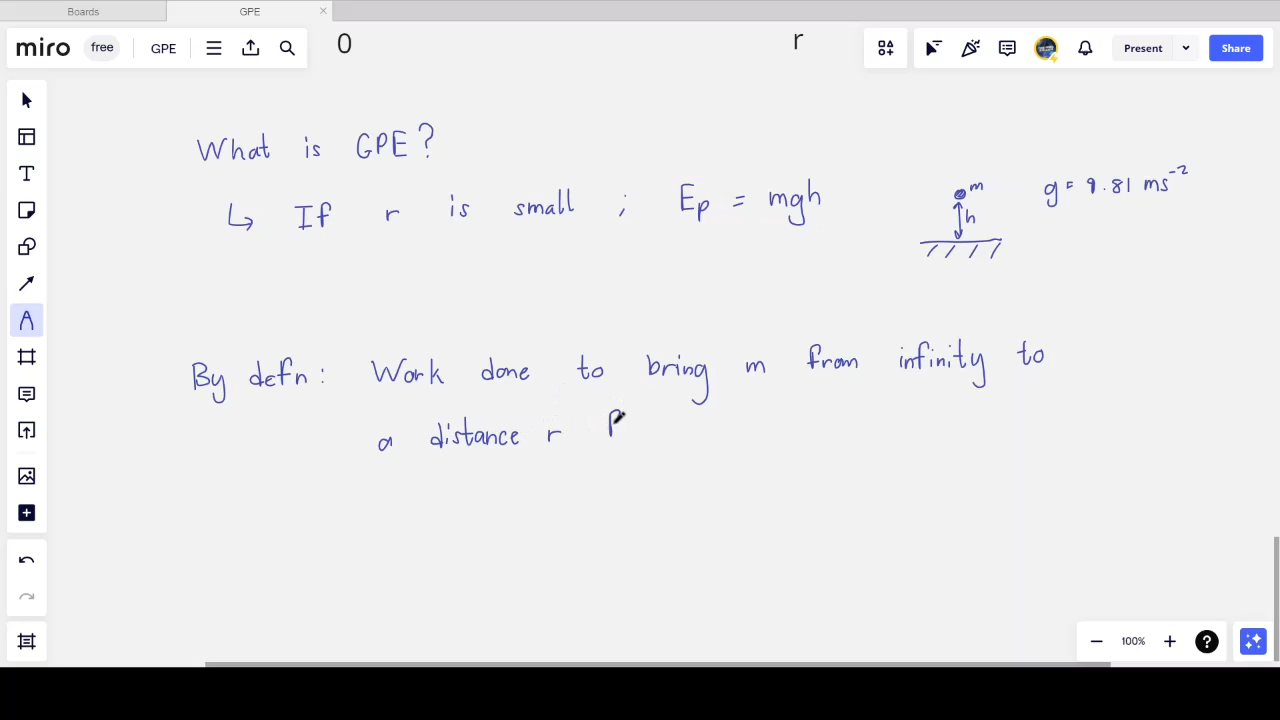 Boards GPE
miro free GPE 0 r Present Share
What is GPE?
↳ If r is small ; Ep = mgh
m
h
g = 9.81 ms⁻²
By defn : Work done to bring m from infinity to
a distance r
100%